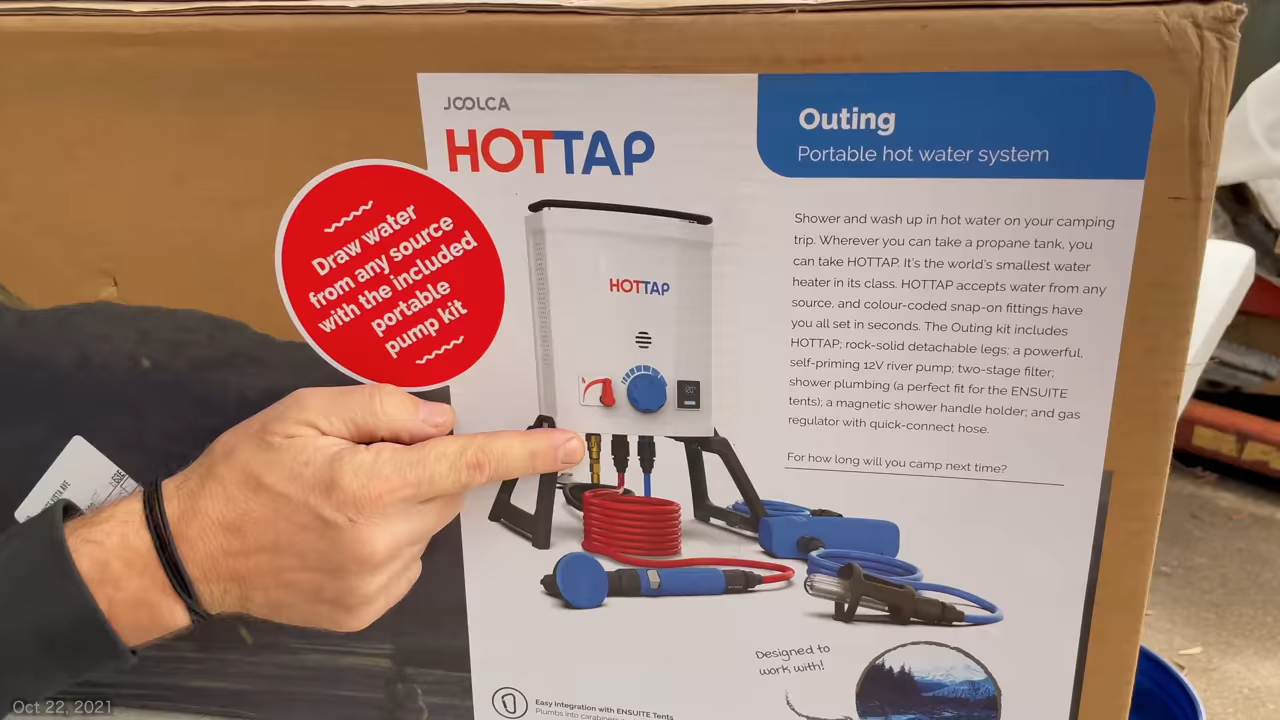 JOOLCA
HOTTAP
Outing
Portable hot water system
Draw water
from any source
with the included
portable
pump kit
HOTTAP
120°
Shower and wash up in hot water on your camping
trip. Wherever you can take a propane tank, you
can take HOTTAP. It's the world's smallest water
heater in its class. HOTTAP accepts water from any
source, and colour-coded snap-on fittings have
you all set in seconds. The Outing kit includes
HOTTAP; rock-solid detachable legs; a powerful,
self-priming 12V river pump; two-stage filter;
shower plumbing (a perfect fit for the ENSUITE
tents); a magnetic shower handle holder; and gas
regulator with quick-connect hose.
For how long will you camp next time?
Designed to
work with!
Easy Integration with ENSUITE Tents
Plumbs into
Oct 22, 2021